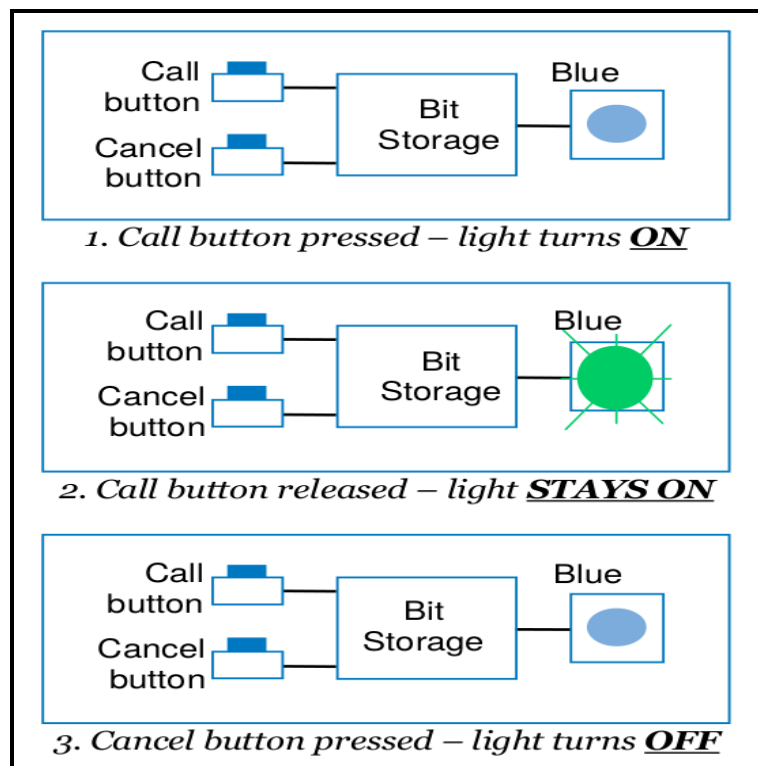 Call
button
Cancel
button
Bit
Storage
Blue
1. Call button pressed – light turns ON
Call
button
Cancel
button
Bit
Storage
Blue
2. Call button released – light STAYS ON
Call
button
Cancel
button
Bit
Storage
Blue
3. Cancel button pressed – light turns OFF